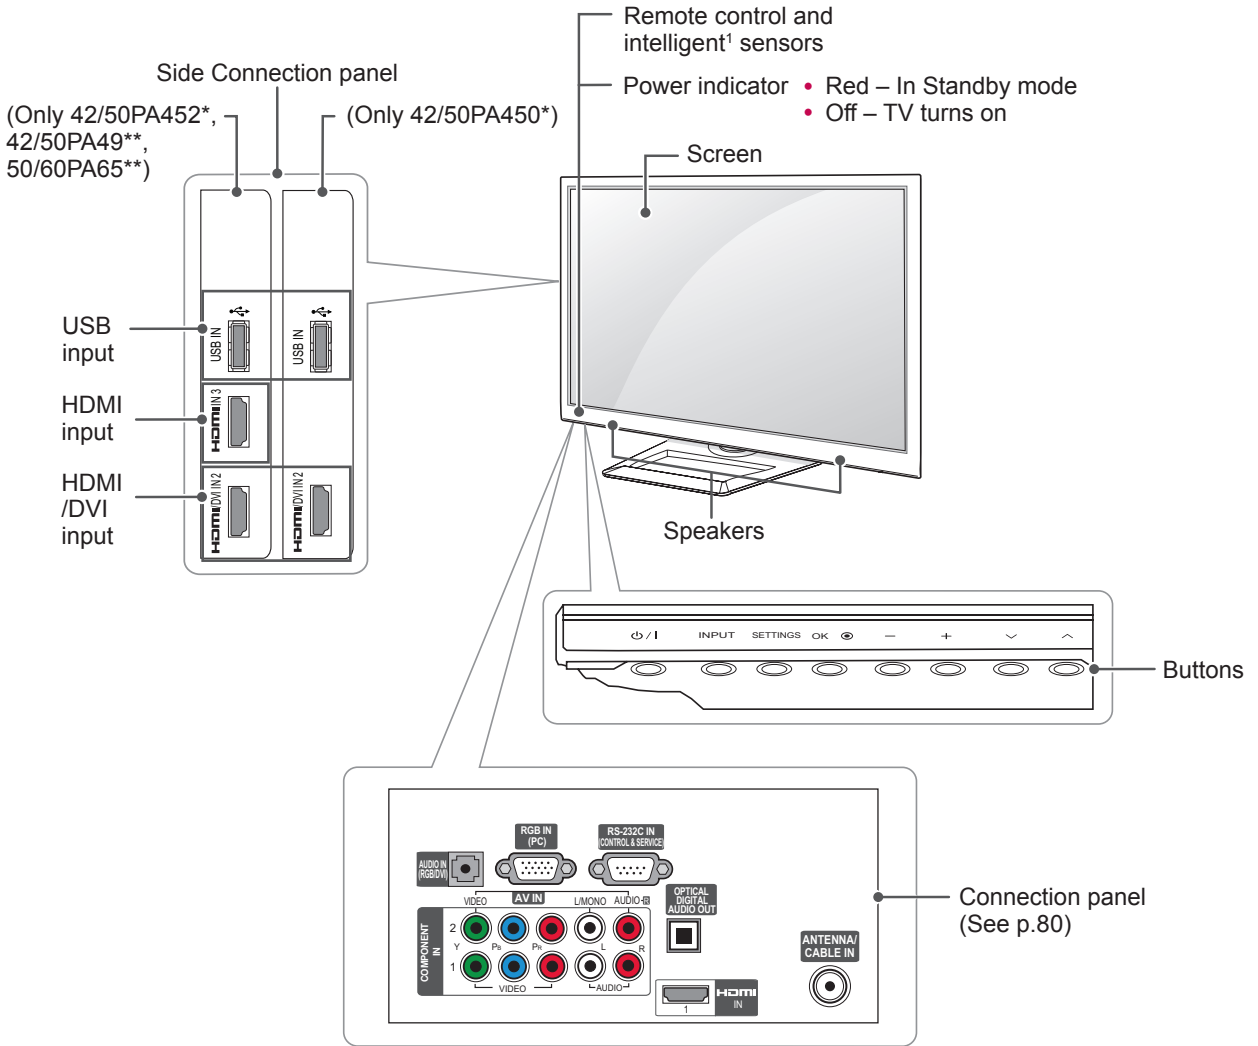 Remote control and
intelligent¹ sensors
Side Connection panel
Power indicator
• Red – In Standby mode
• Off – TV turns on
(Only 42/50PA452*,
42/50PA49**,
50/60PA65**)
(Only 42/50PA450*)
Screen
USB
input
USB IN
USB IN
HDMI
input
HDMI IN 3
HDMI
/DVI
input
HDMI/DVI IN 2
HDMI/DVI IN 2
Speakers
/ I
INPUT
SETTINGS
OK
−
+
Buttons
RGB IN
(PC)
RS-232C IN
(CONTROL & SERVICE)
AUDIO IN
(RGB/DVI)
VIDEO
AV IN
L/MONO
AUDIO-R
OPTICAL
DIGITAL
AUDIO OUT
COMPONENT
IN
2
Y
PB
PR
L
R
1
VIDEO
AUDIO
ANTENNA/
CABLE IN
HDMI
IN
1
Connection panel
(See p.80)